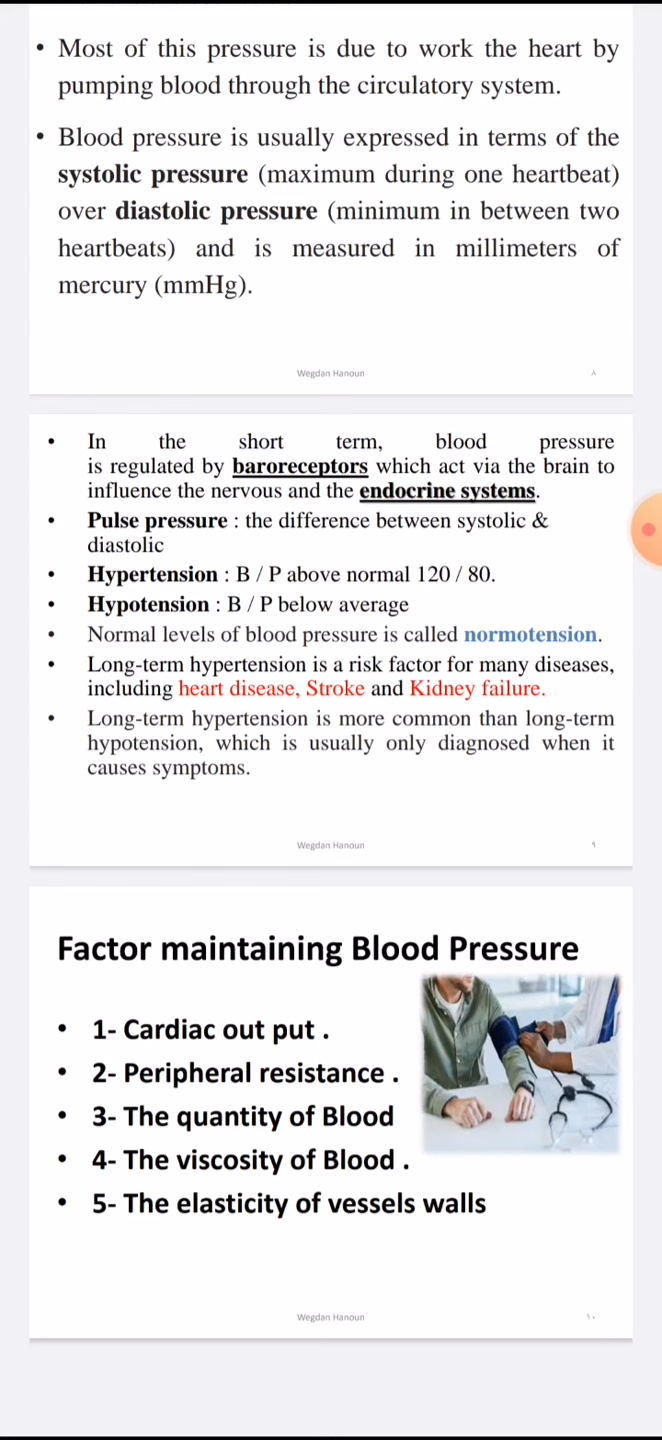 • Most of this pressure is due to work the heart by
pumping blood through the circulatory system.
• Blood pressure is usually expressed in terms of the
systolic pressure (maximum during one heartbeat)
over diastolic pressure (minimum in between two
heartbeats) and is measured in millimeters of
mercury (mmHg).
Wegdan Hanoun
٨
• In the short term, blood pressure
is regulated by baroreceptors which act via the brain to
influence the nervous and the endocrine systems.
• Pulse pressure : the difference between systolic &
diastolic
• Hypertension : B / P above normal 120 / 80.
• Hypotension : B / P below average
• Normal levels of blood pressure is called normotension.
• Long-term hypertension is a risk factor for many diseases,
including heart disease, Stroke and Kidney failure.
• Long-term hypertension is more common than long-term
hypotension, which is usually only diagnosed when it
causes symptoms.
Wegdan Hanoun
٩
Factor maintaining Blood Pressure
• 1- Cardiac out put .
• 2- Peripheral resistance .
• 3- The quantity of Blood
• 4- The viscosity of Blood .
• 5- The elasticity of vessels walls
Wegdan Hanoun
١٠